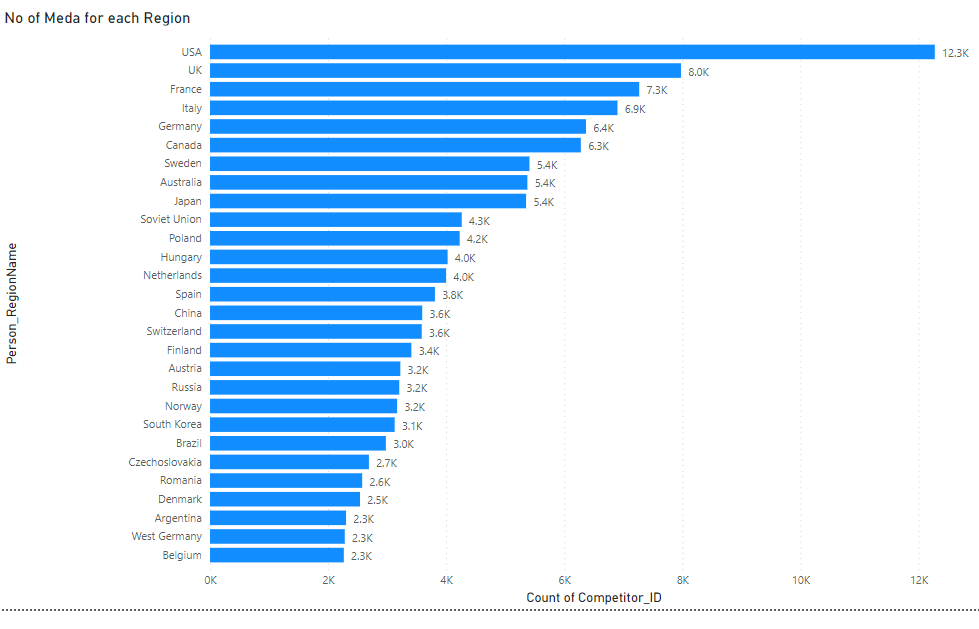 No of Meda for each Region
USA 12.3K
UK 8.0K
France 7.3K
Italy 6.9K
Germany 6.4K
Canada 6.3K
Sweden 5.4K
Australia 5.4K
Japan 5.4K
Soviet Union 4.3K
Poland 4.2K
Hungary 4.0K
Netherlands 4.0K
Spain 3.8K
China 3.6K
Switzerland 3.6K
Finland 3.4K
Austria 3.2K
Russia 3.2K
Norway 3.2K
South Korea 3.1K
Brazil 3.0K
Czechoslovakia 2.7K
Romania 2.6K
Denmark 2.5K
Argentina 2.3K
West Germany 2.3K
Belgium 2.3K
Person_RegionName
0K 2K 4K 6K 8K 10K 12K
Count of Competitor_ID